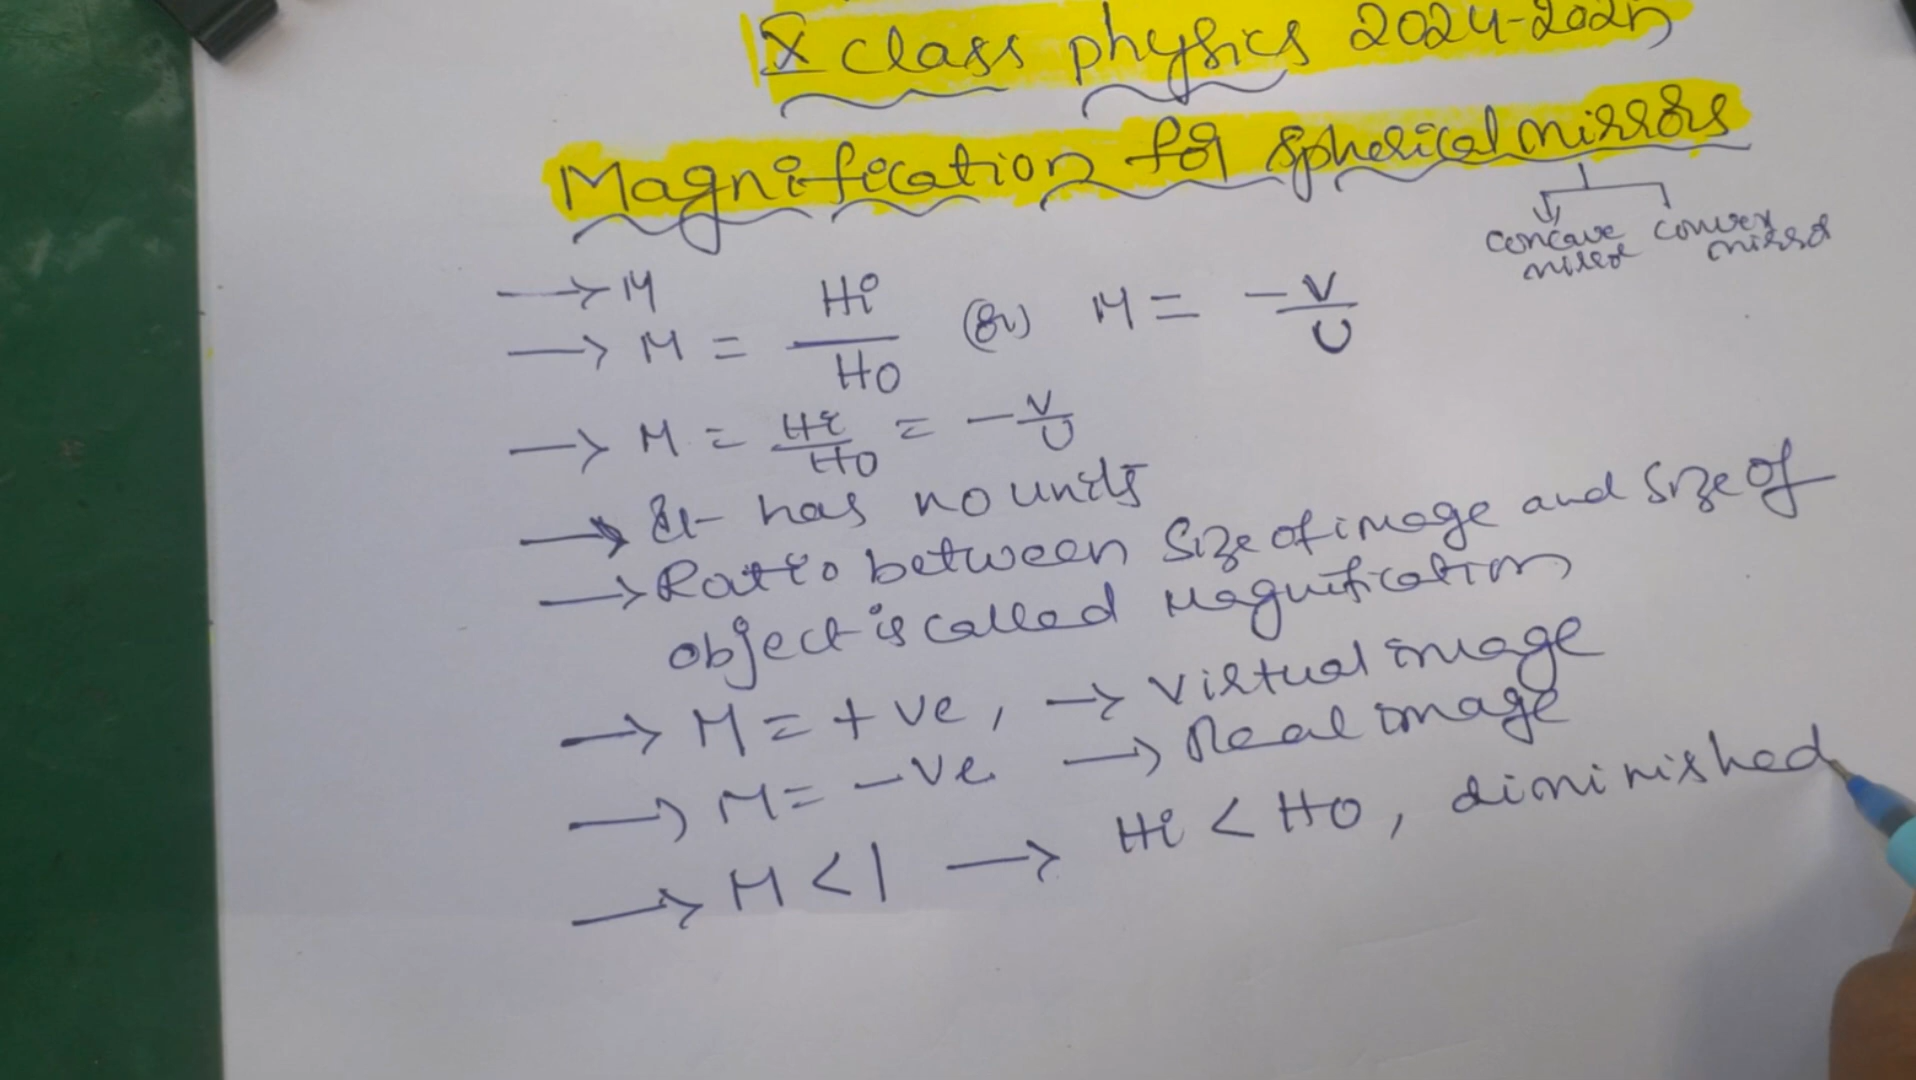 X class physics 2024-2025
Magnification for spherical mirrors
concave mirror
convex mirror
→ M
→ M = Hi/Ho (or) M = -v/u
→ M = Hi/Ho = -v/u
→ It has no units
→ Ratio between size of image and size of
object is called Magnification
→ M = +ve, → virtual image
→ M = -ve → Real image
→ M < 1 → Hi < Ho, diminished